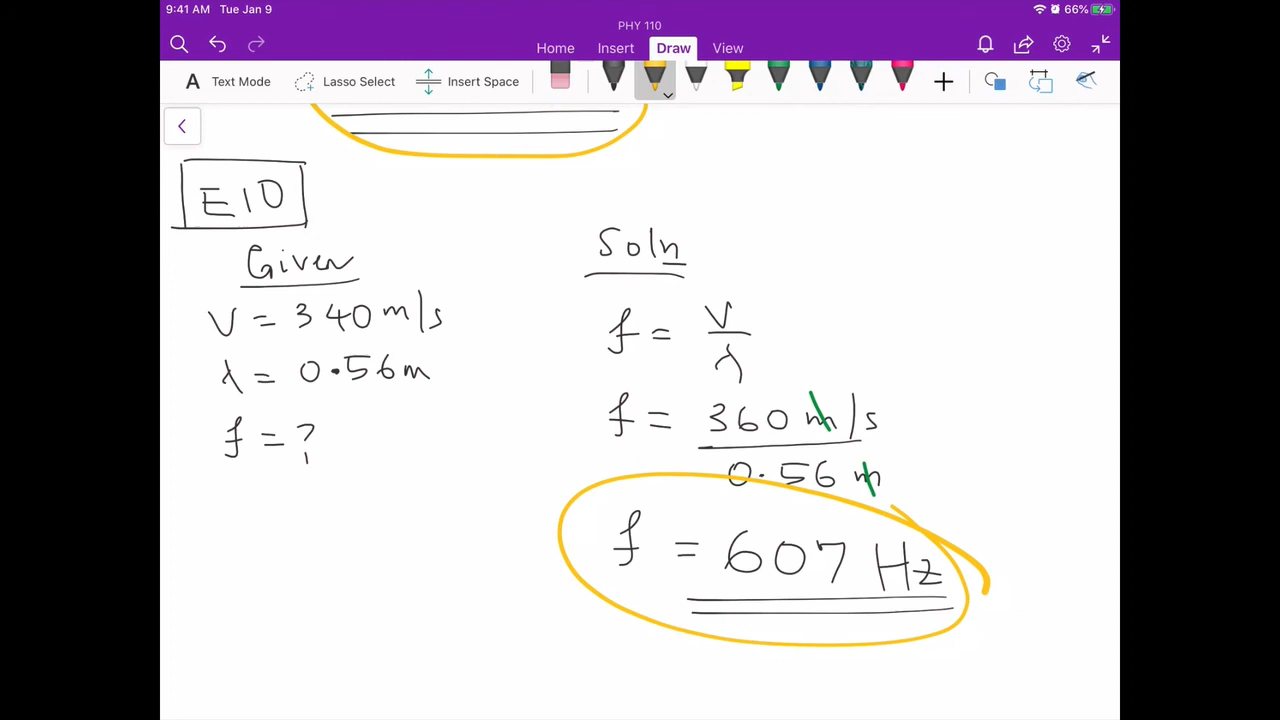 9:41 AM Tue Jan 9
66%
PHY 110
Home Insert Draw View
A Text Mode Lasso Select Insert Space
E10
Given
V = 340 m/s
λ = 0.56m
f = ?
Soln
f = V/λ
f = 360 m/s
0.56 m
f = 607 Hz